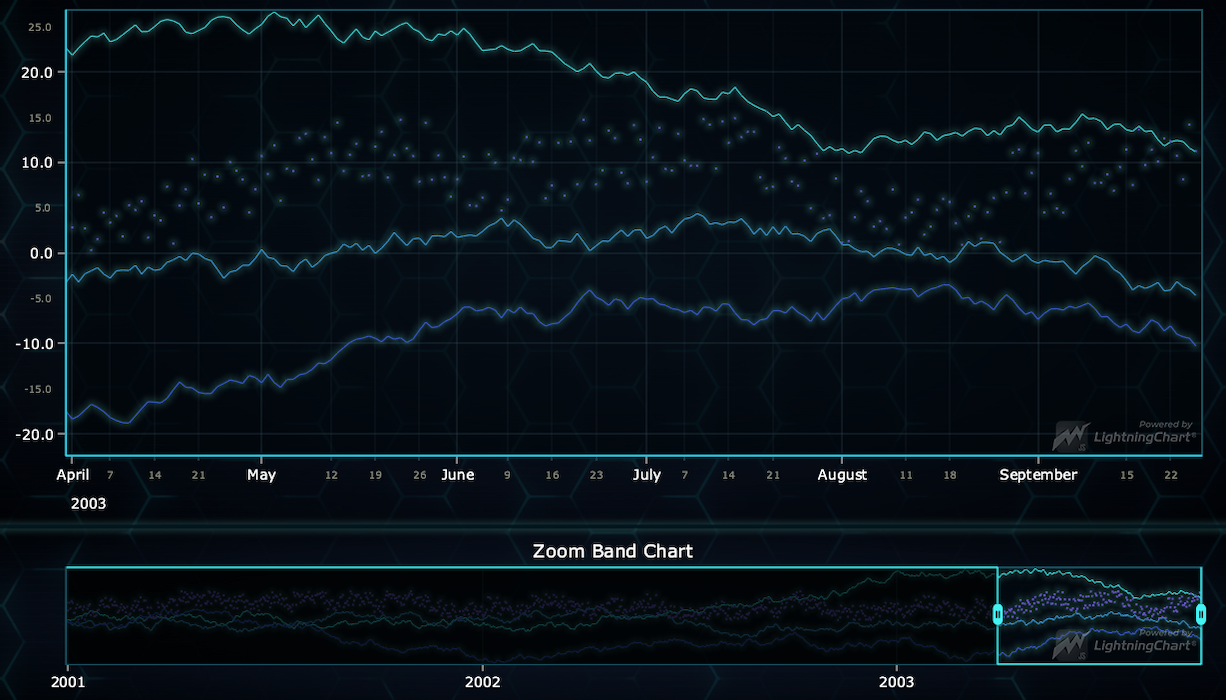 25.0
20.0
15.0
10.0
5.0
0.0
-5.0
-10.0
-15.0
-20.0
Powered by
LightningChart®
JS
April 7 14 21 May 12 19 26 June 9 16 23 July 7 14 21 August 11 18 September 15 22
2003
Zoom Band Chart
Powered by
LightningChart®
JS
2001 2002 2003